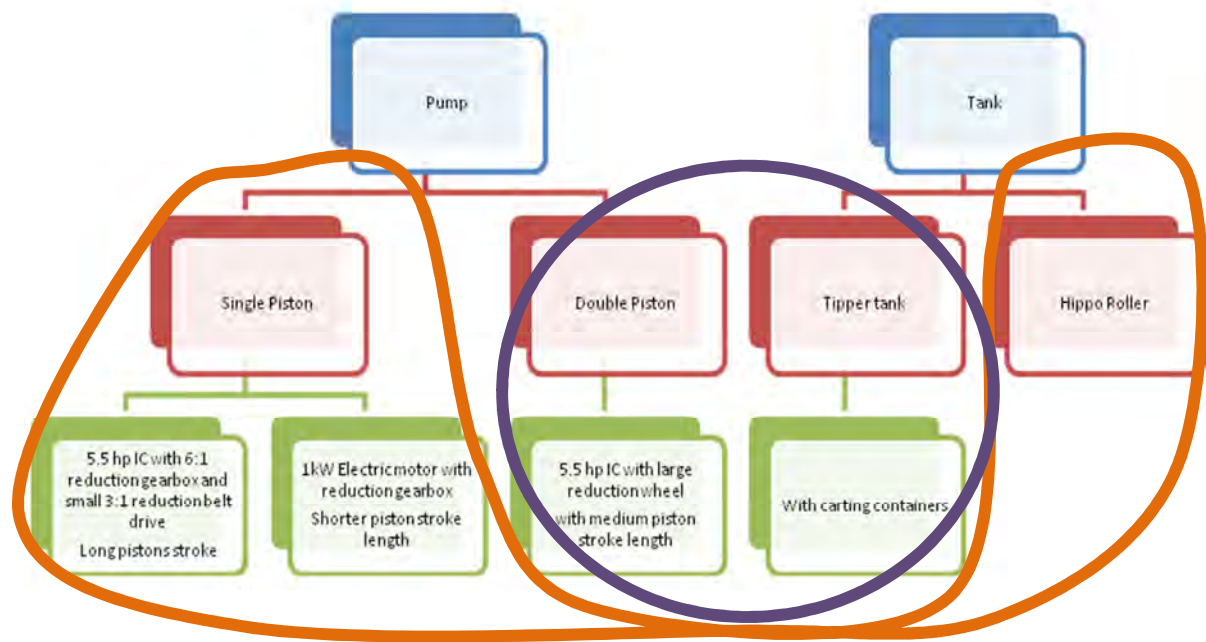 Pump
Tank
Single Piston
Double Piston
Tipper tank
Hippo Roller
5.5 hp IC with 6:1
reduction gearbox and
small 3:1 reduction belt
drive
Long pistons stroke
1kW Electric motor with
reduction gearbox
Shorter piston stroke
length
5.5 hp IC with large
reduction wheel
with medium piston
stroke length
With carting containers